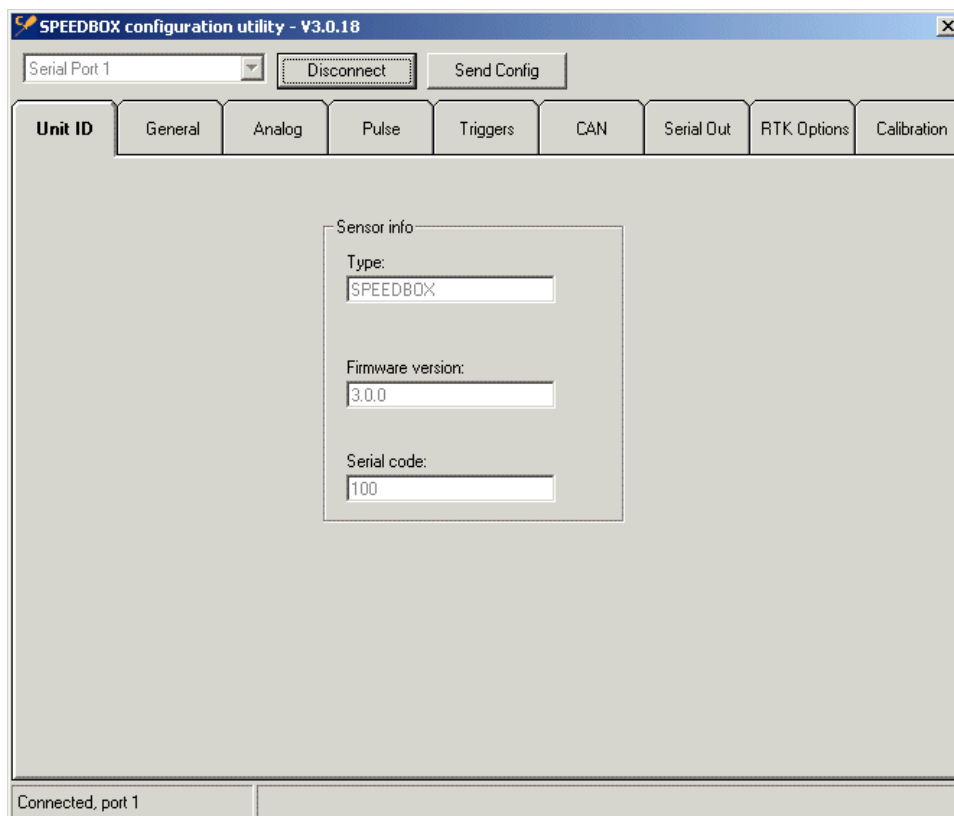 SPEEDBOX configuration utility - V3.0.18
Serial Port 1 Disconnect Send Config
Unit ID General Analog Pulse Triggers CAN Serial Out RTK Options Calibration
Sensor info
Type:
SPEEDBOX
Firmware version:
3.0.0
Serial code:
100
Connected, port 1